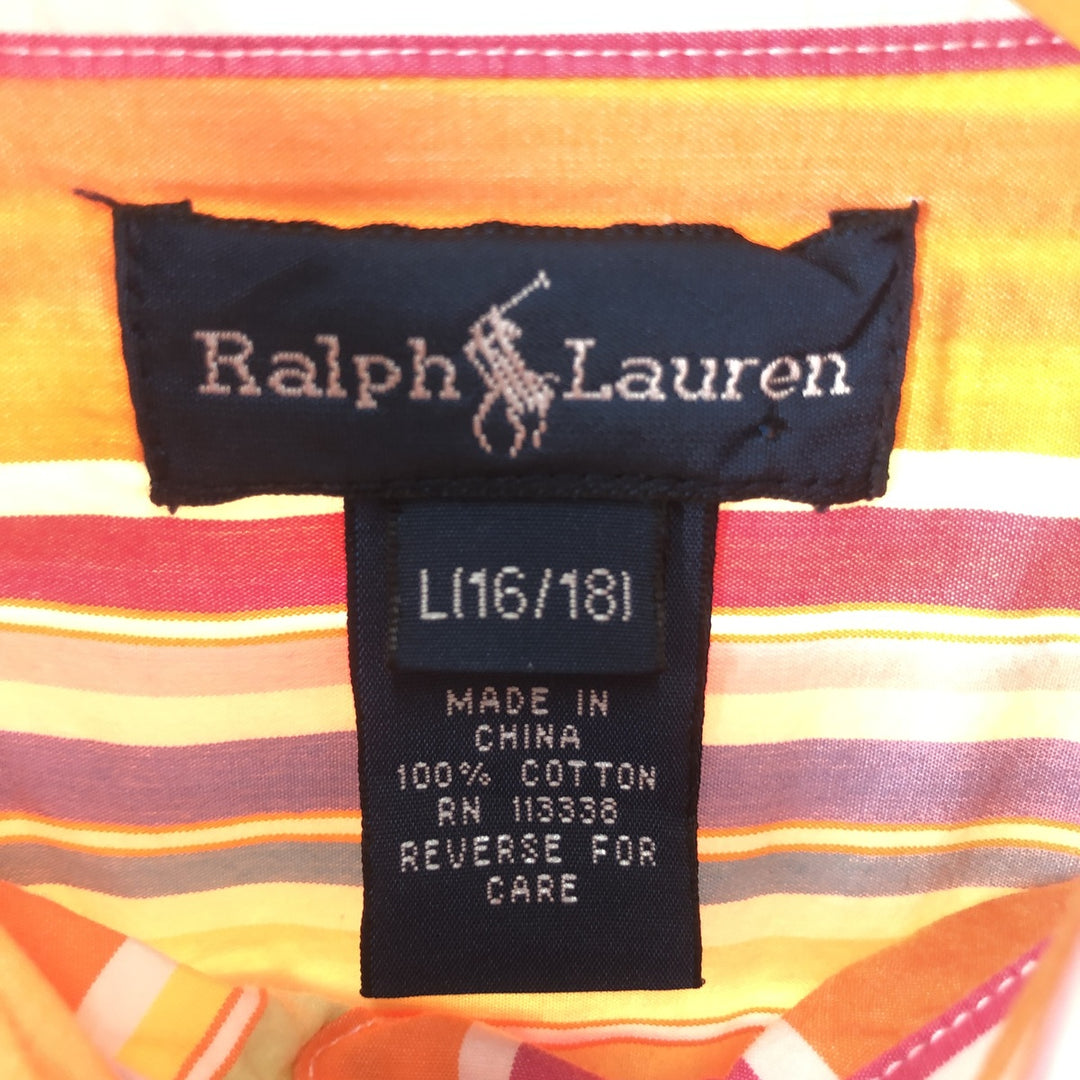 Ralph Lauren
L(16/18)
MADE IN
CHINA
100% COTTON
RN 113338
REVERSE FOR
CARE